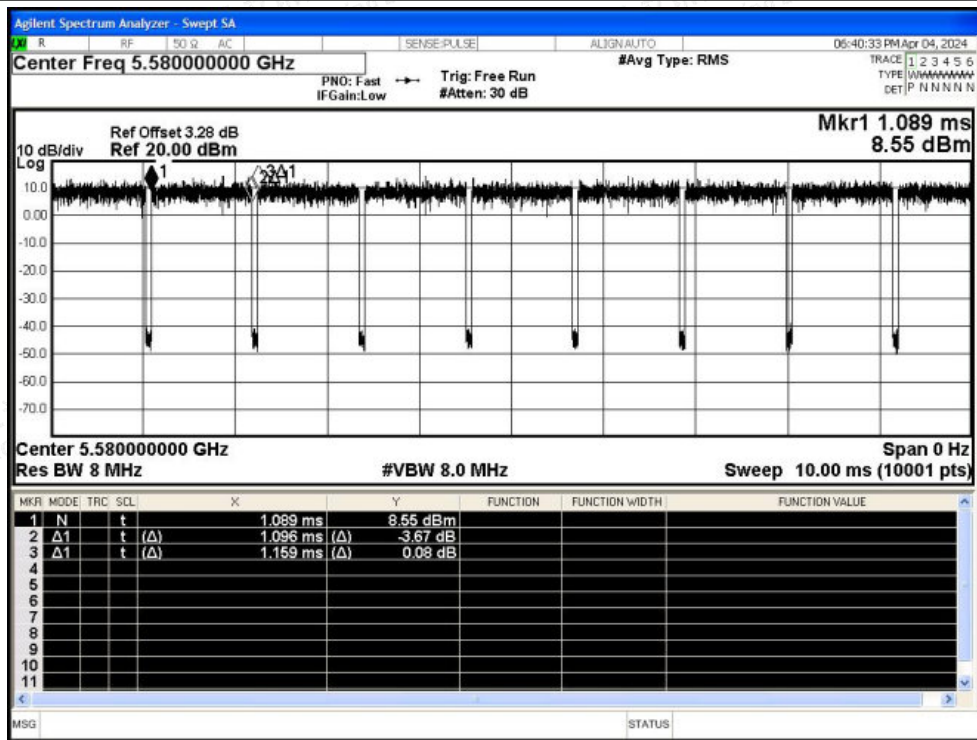 Agilent Spectrum Analyzer - Swept SA
LXI R RF 50 Ω AC SENSE:PULSE ALIGNAUTO 06:40:33 PM Apr 04, 2024
Center Freq 5.580000000 GHz #Avg Type: RMS TRACE 1 2 3 4 5 6
PNO: Fast Trig: Free Run TYPE
IFGain:Low #Atten: 30 dB DET P N N N N N
Mkr1 1.089 ms
Ref Offset 3.28 dB
10 dB/div Ref 20.00 dBm 8.55 dBm
Log
1
10.0
0.00
-10.0
-20.0
-30.0
-40.0
-50.0
-60.0
-70.0
Center 5.580000000 GHz Span 0 Hz
Res BW 8 MHz #VBW 8.0 MHz Sweep 10.00 ms (10001 pts)
MKR MODE TRC SCL X Y FUNCTION FUNCTION WIDTH FUNCTION VALUE
1 N t 1.089 ms 8.55 dBm
2 Δ1 t (Δ) 1.096 ms (Δ) -3.67 dB
3 Δ1 t (Δ) 1.159 ms (Δ) 0.08 dB
4
5
6
7
8
9
10
11
MSG STATUS